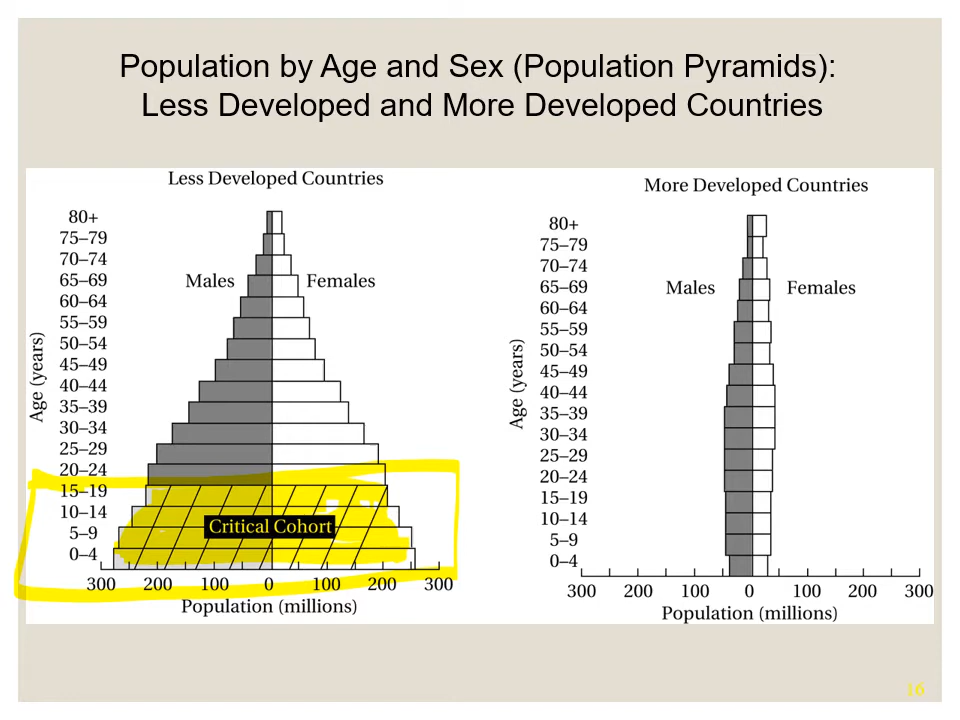 Population by Age and Sex (Population Pyramids):
Less Developed and More Developed Countries
Less Developed Countries
80+
75–79
70–74
65–69
60–64
55–59
50–54
45–49
40–44
35–39
30–34
25–29
20–24
15–19
10–14
5–9
0–4
Age (years)
Males
Females
Critical Cohort
300 200 100 0 100 200 300
Population (millions)
More Developed Countries
80+
75–79
70–74
65–69
60–64
55–59
50–54
45–49
40–44
35–39
30–34
25–29
20–24
15–19
10–14
5–9
0–4
Age (years)
Males
Females
300 200 100 0 100 200 300
Population (millions)
16